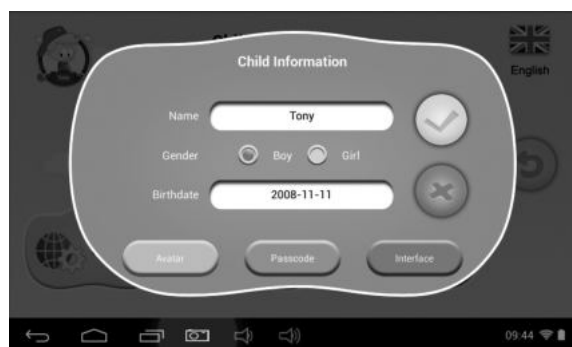 Child Information
English
Name Tony
Gender Boy Girl
Birthdate 2008-11-11
Avatar Passcode Interface
09:44